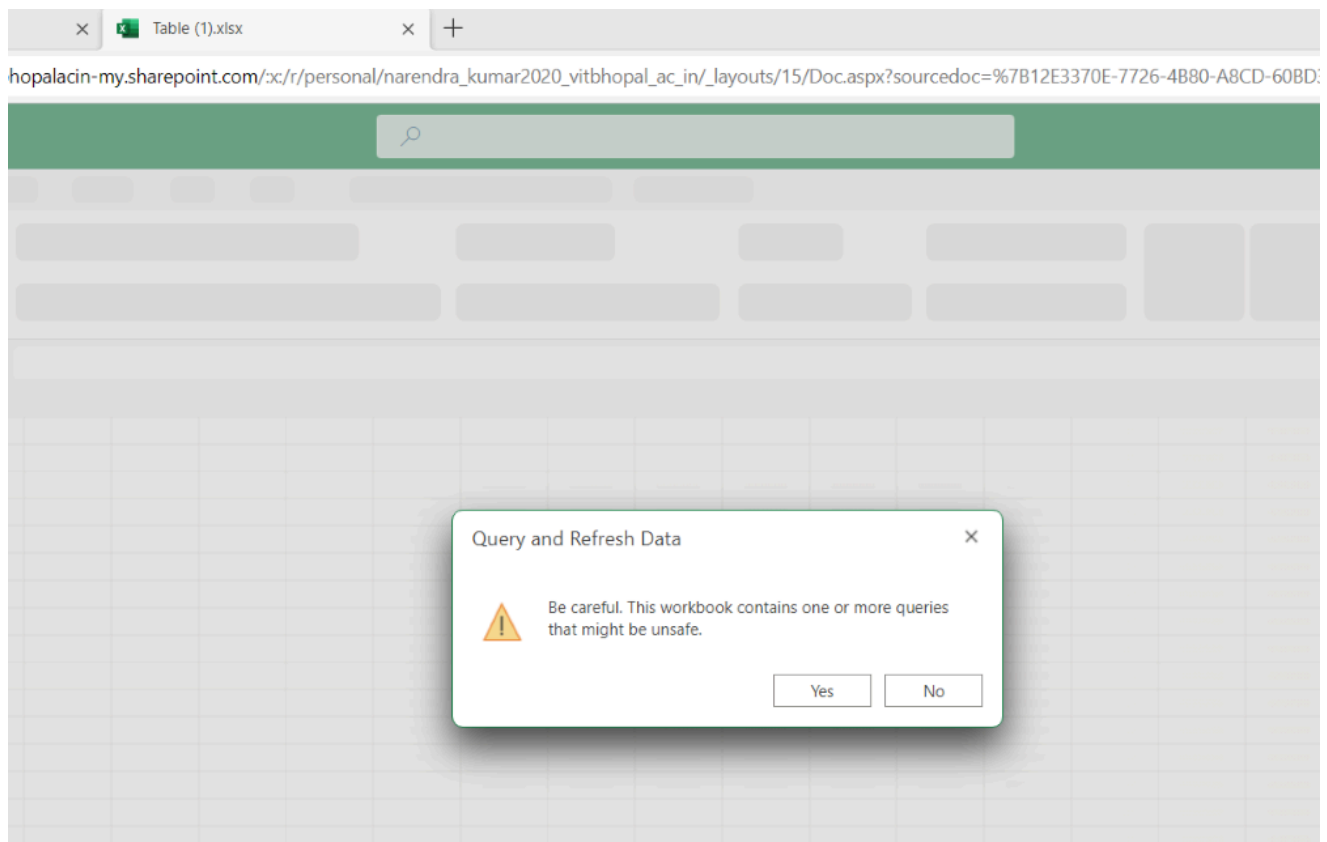 Table (1).xlsx
hopalacin-my.sharepoint.com/:x:/r/personal/narendra_kumar2020_vitbhopal_ac_in/_layouts/15/Doc.aspx?sourcedoc=%7B12E3370E-7726-4B80-A8CD-60BD3
Query and Refresh Data
Be careful. This workbook contains one or more queries
that might be unsafe.
Yes No